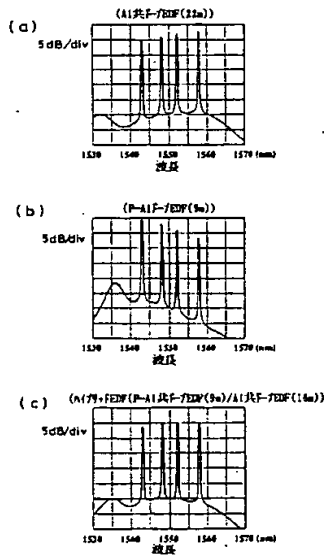 (a)
(Al共ドープEDF(22m))
5dB/div
1530 1540 1550 1560 1570 (nm)
波長
(b)
(P-AlドープEDF(9m))
5dB/div
1530 1540 1550 1560 1570 (nm)
波長
(c)
(ハイブリッドEDF(P-Al共ドープEDF(9m)/Al共ドープEDF(14m))
5dB/div
1530 1540 1550 1560 1570 (nm)
波長